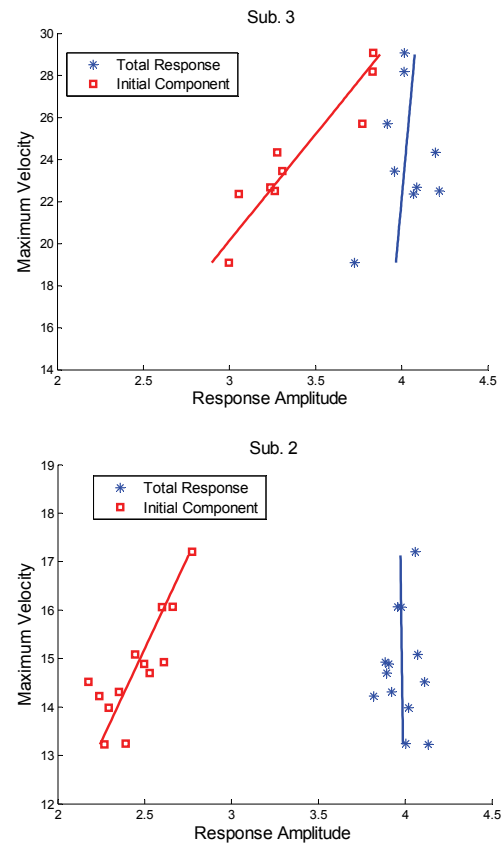 Sub. 3
30
28
26
24
22
20
18
16
14
Maximum Velocity
Total Response
Initial Component
2 2.5 3 3.5 4 4.5
Response Amplitude
Sub. 2
19
18
17
16
15
14
13
12
Maximum Velocity
Total Response
Initial Component
2 2.5 3 3.5 4 4.5
Response Amplitude